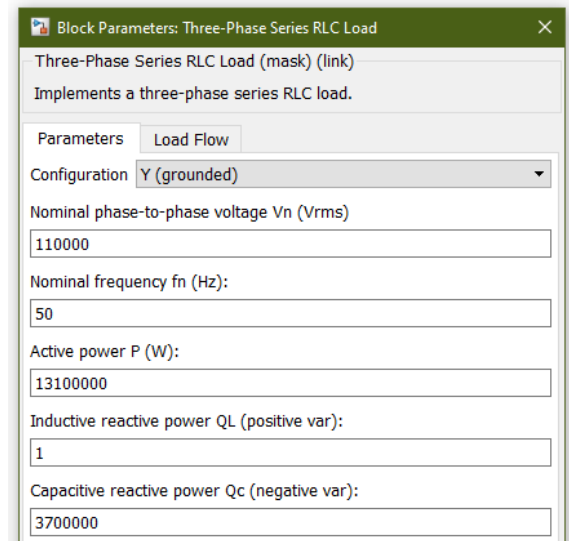 Block Parameters: Three-Phase Series RLC Load
Three-Phase Series RLC Load (mask) (link)
Implements a three-phase series RLC load.
Parameters Load Flow
Configuration Y (grounded)
Nominal phase-to-phase voltage Vn (Vrms)
110000
Nominal frequency fn (Hz):
50
Active power P (W):
13100000
Inductive reactive power QL (positive var):
1
Capacitive reactive power Qc (negative var):
3700000